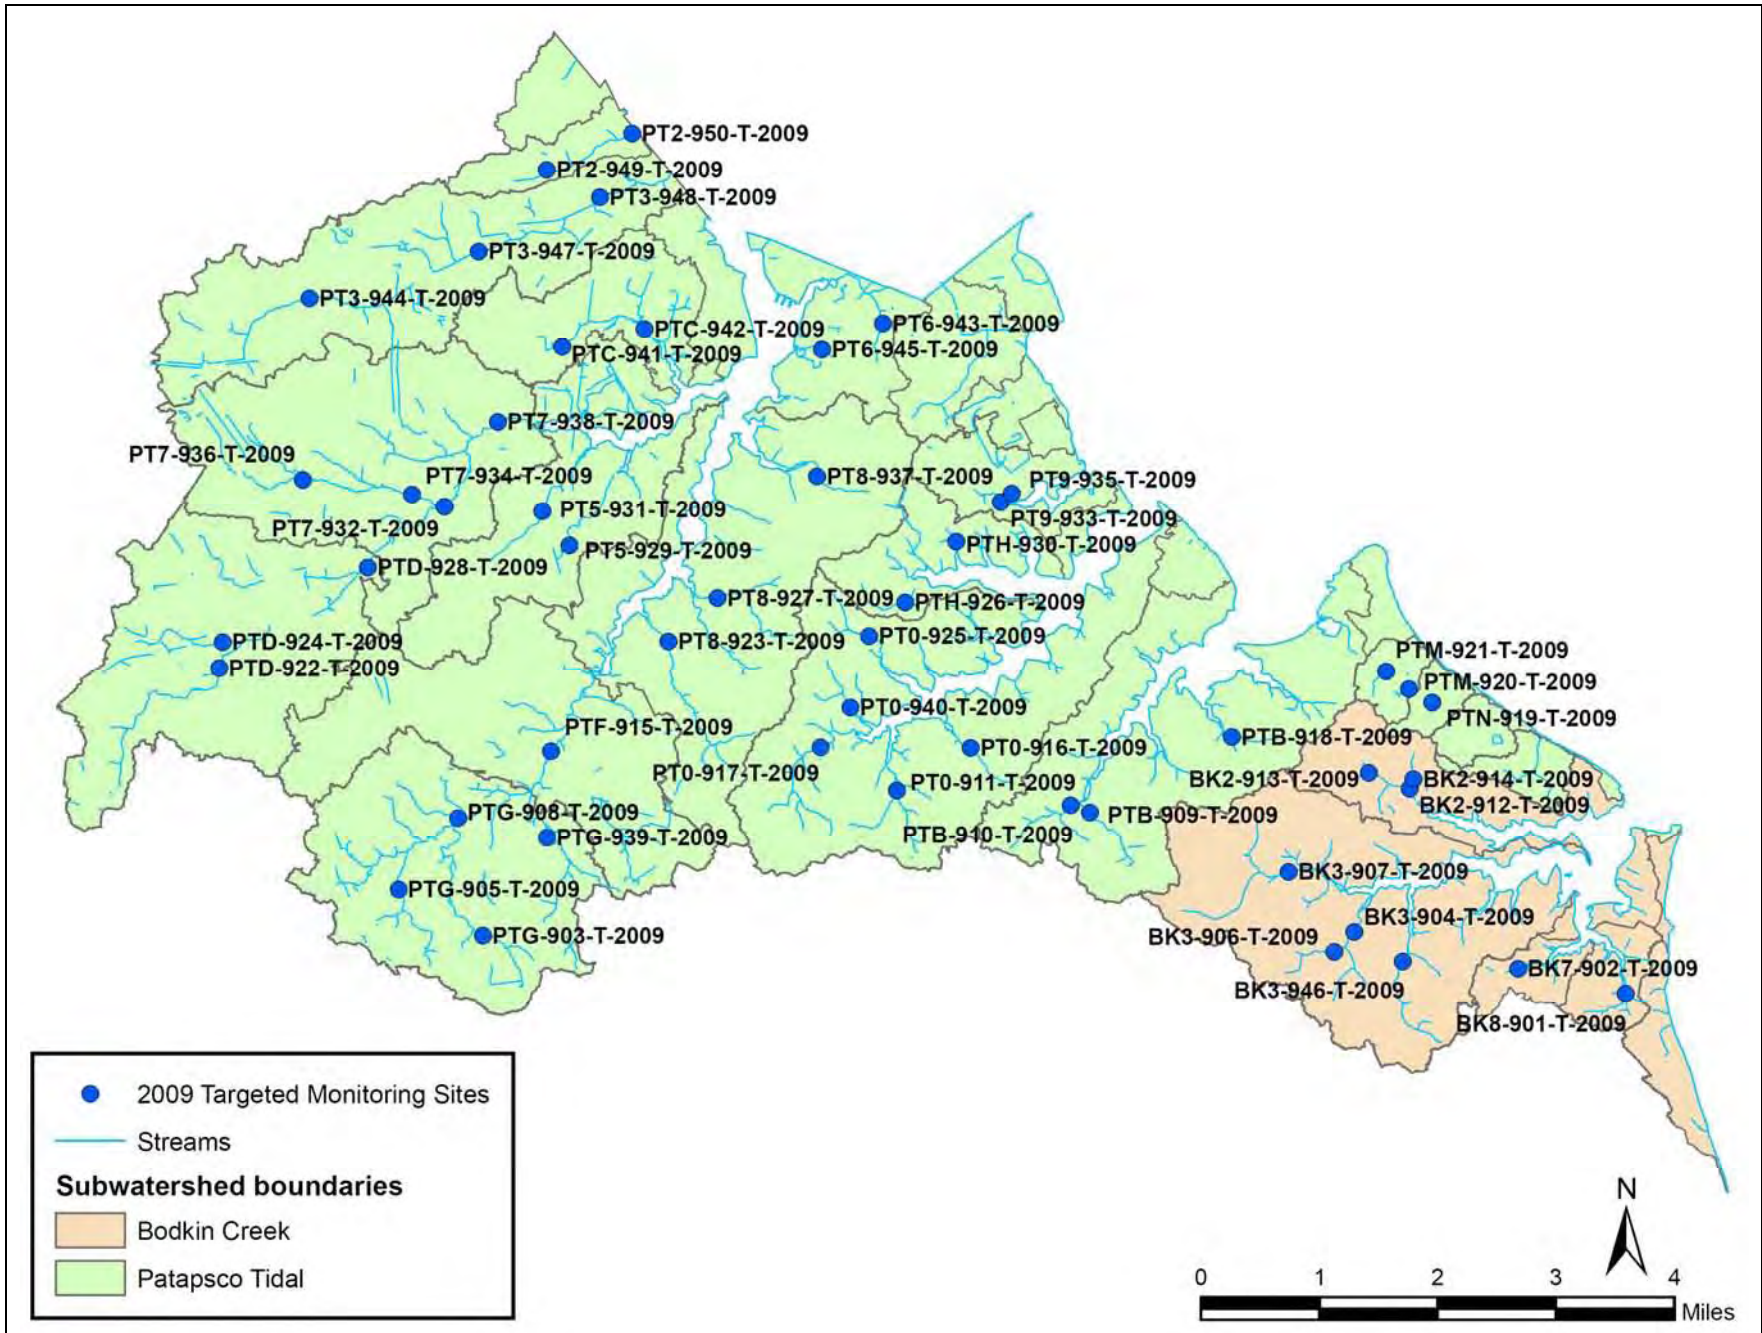 PT2-950-T-2009
PT2-949-T-2009
PT3-948-T-2009
PT3-947-T-2009
PT3-944-T-2009
PTC-942-T-2009
PT6-943-T-2009
PTC-941-T-2009
PT6-945-T-2009
PT7-938-T-2009
PT7-936-T-2009
PT7-934-T-2009
PT8-937-T-2009
PT9-935-T-2009
PT7-932-T-2009
PT5-931-T-2009
PT9-933-T-2009
PT5-929-T-2009
PTH-930-T-2009
PTD-928-T-2009
PT8-927-T-2009
PTH-926-T-2009
PTD-924-T-2009
PT8-923-T-2009
PT0-925-T-2009
PTD-922-T-2009
PTM-921-T-2009
PTM-920-T-2009
PT0-940-T-2009
PTN-919-T-2009
PTF-915-T-2009
PTB-918-T-2009
PT0-916-T-2009
PT0-917-T-2009
BK2-913-T-2009
BK2-914-T-2009
PT0-911-T-2009
BK2-912-T-2009
PTG-908-T-2009
PTB-909-T-2009
PTG-939-T-2009
PTB-910-T-2009
BK3-907-T-2009
PTG-905-T-2009
BK3-904-T-2009
PTG-903-T-2009
BK3-906-T-2009
BK7-902-T-2009
BK3-946-T-2009
BK8-901-T-2009
2009 Targeted Monitoring Sites
Streams
Subwatershed boundaries
Bodkin Creek
Patapsco Tidal
N
0 1 2 3 4
Miles